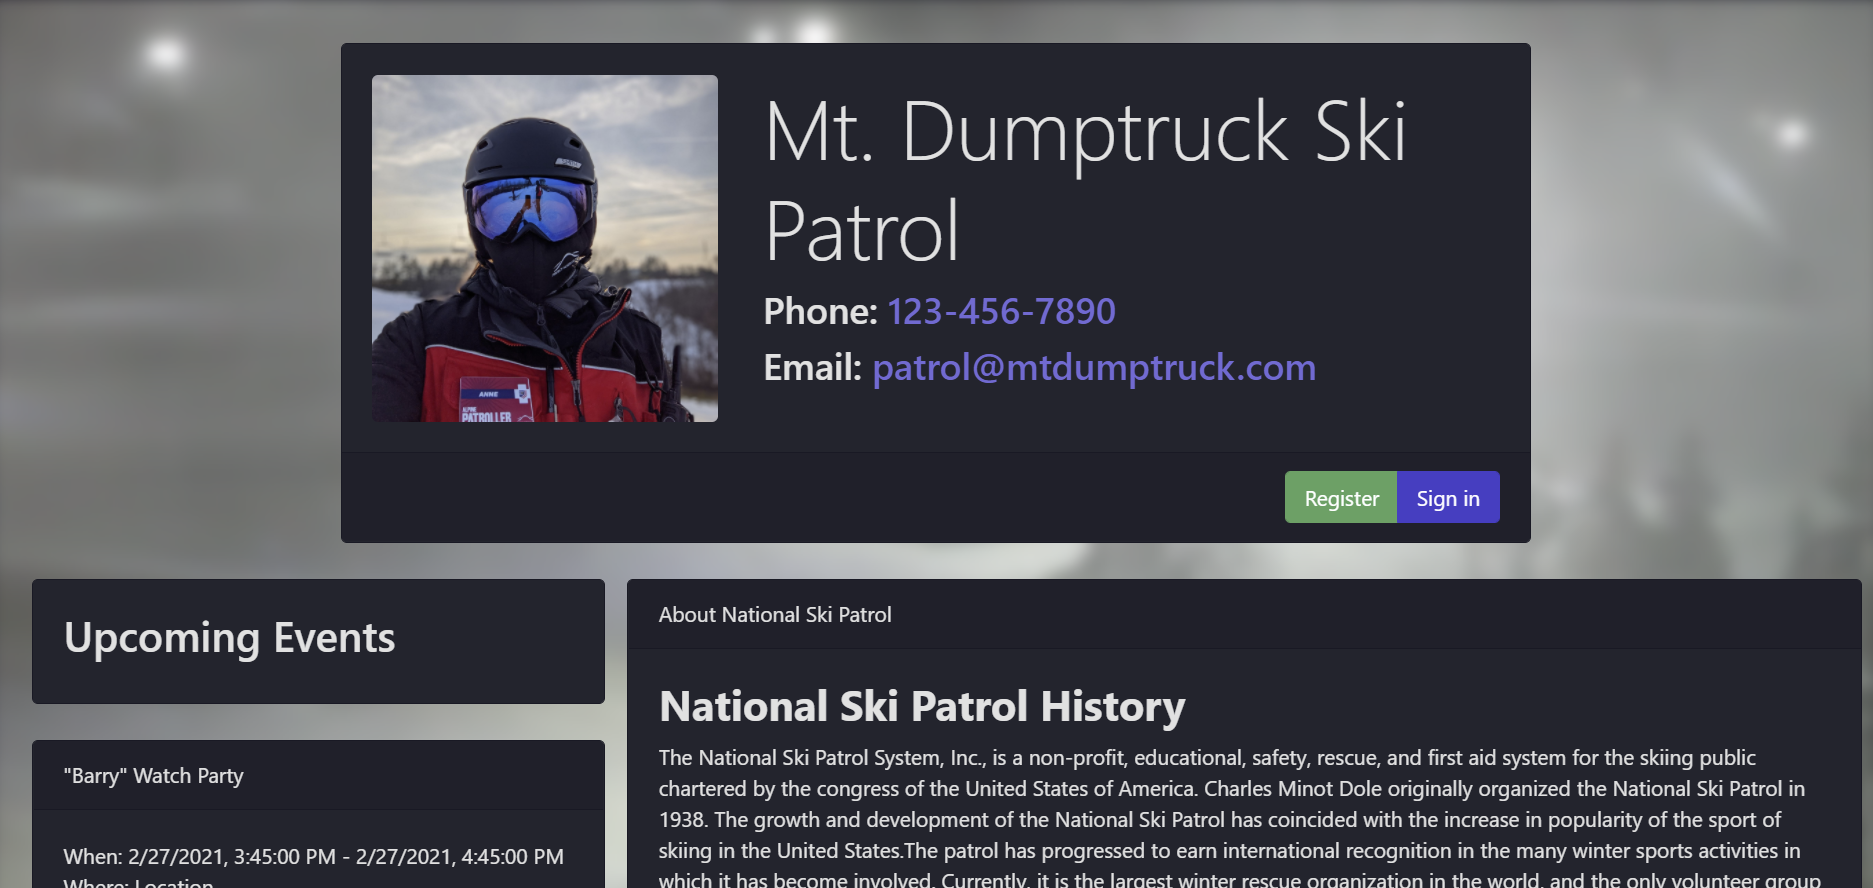 Mt. Dumptruck Ski
Patrol
Phone: 123-456-7890
Email: patrol@mtdumptruck.com
ANNE
ALPINE
PATROLLER
Register
Sign in
Upcoming Events
"Barry" Watch Party
When: 2/27/2021, 3:45:00 PM - 2/27/2021, 4:45:00 PM
Where: Location
About National Ski Patrol
National Ski Patrol History
The National Ski Patrol System, Inc., is a non-profit, educational, safety, rescue, and first aid system for the skiing public
chartered by the congress of the United States of America. Charles Minot Dole originally organized the National Ski Patrol in
1938. The growth and development of the National Ski Patrol has coincided with the increase in popularity of the sport of
skiing in the United States.The patrol has progressed to earn international recognition in the many winter sports activities in
which it has become involved. Currently, it is the largest winter rescue organization in the world, and the only volunteer group